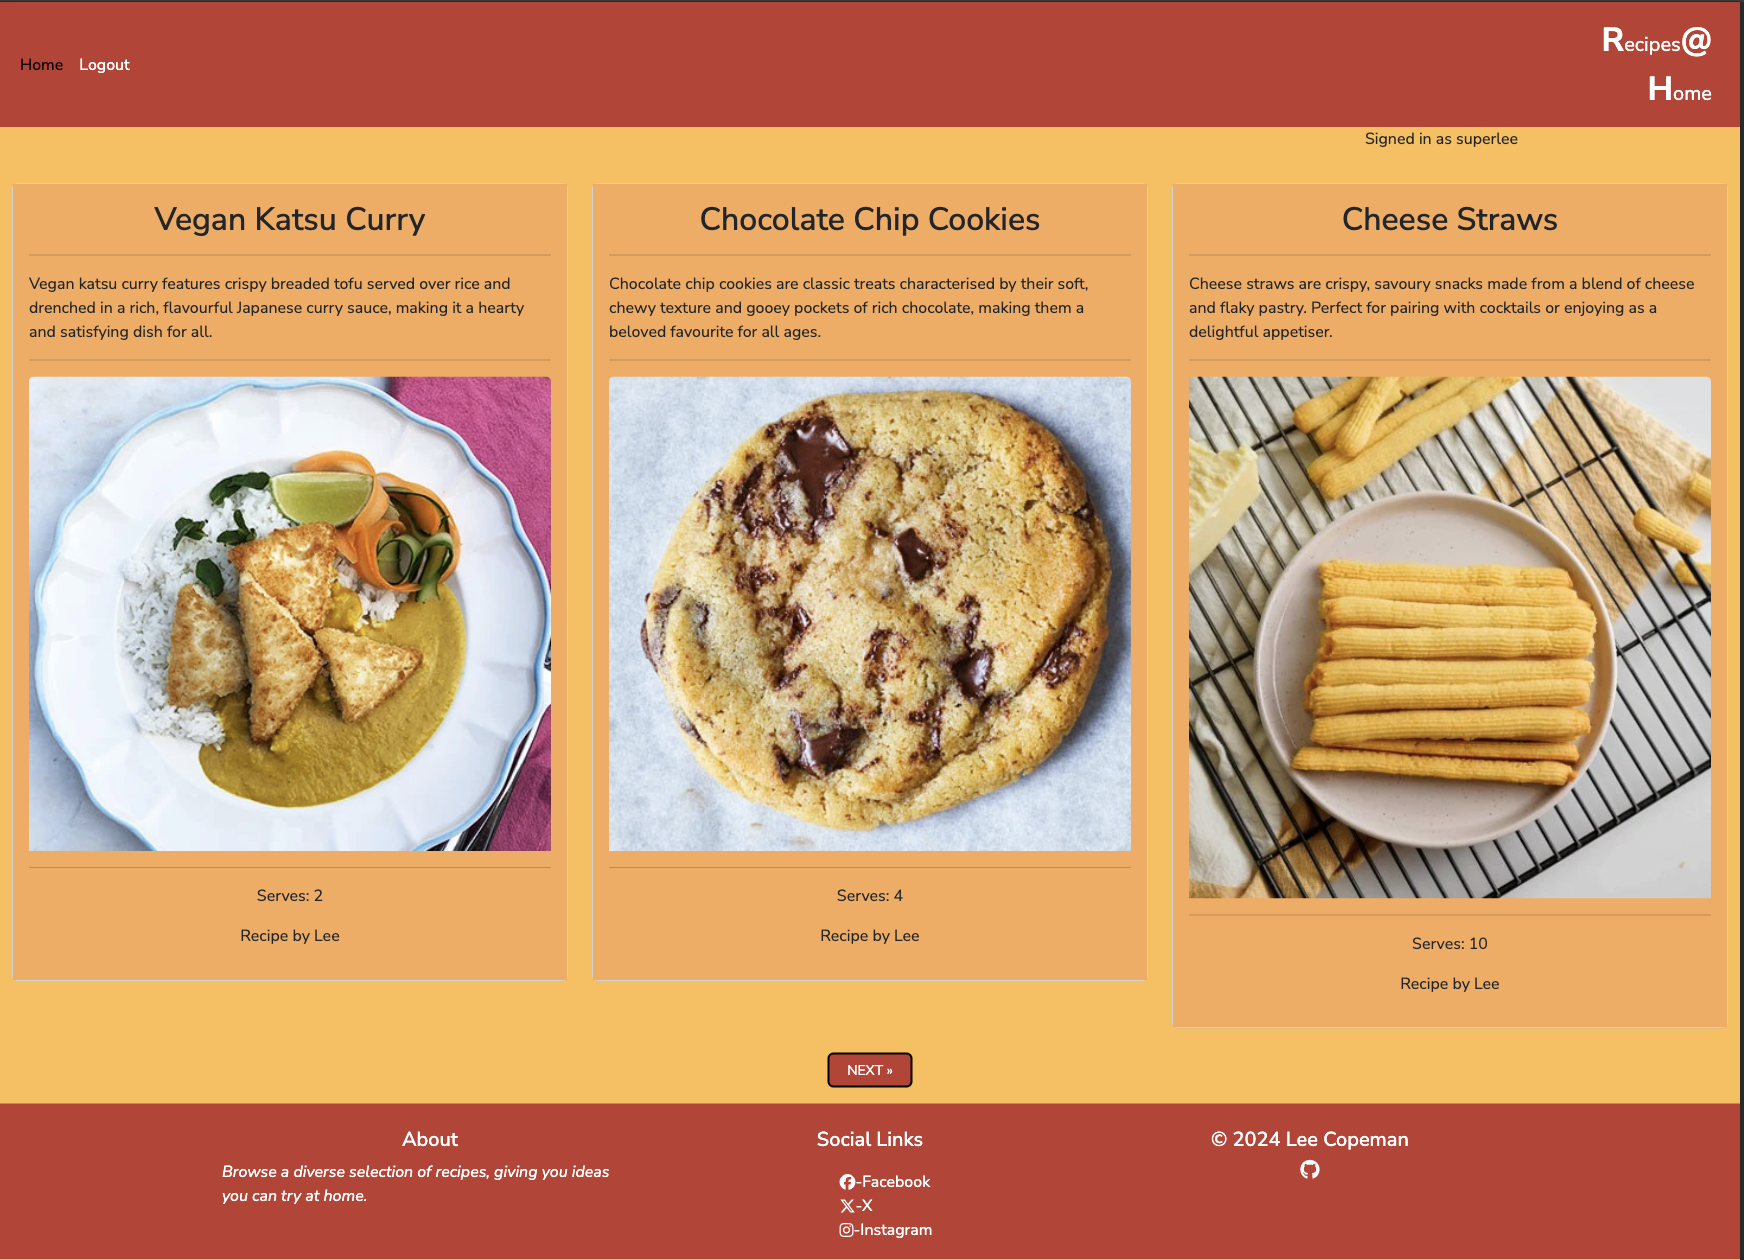 Home Logout
Recipes@
Home
Signed in as superlee
Vegan Katsu Curry
Vegan katsu curry features crispy breaded tofu served over rice and
drenched in a rich, flavourful Japanese curry sauce, making it a hearty
and satisfying dish for all.
Serves: 2
Recipe by Lee
Chocolate Chip Cookies
Chocolate chip cookies are classic treats characterised by their soft,
chewy texture and gooey pockets of rich chocolate, making them a
beloved favourite for all ages.
Serves: 4
Recipe by Lee
Cheese Straws
Cheese straws are crispy, savoury snacks made from a blend of cheese
and flaky pastry. Perfect for pairing with cocktails or enjoying as a
delightful appetiser.
Serves: 10
Recipe by Lee
NEXT »
About
Browse a diverse selection of recipes, giving you ideas
you can try at home.
Social Links
-Facebook
-X
-Instagram
© 2024 Lee Copeman